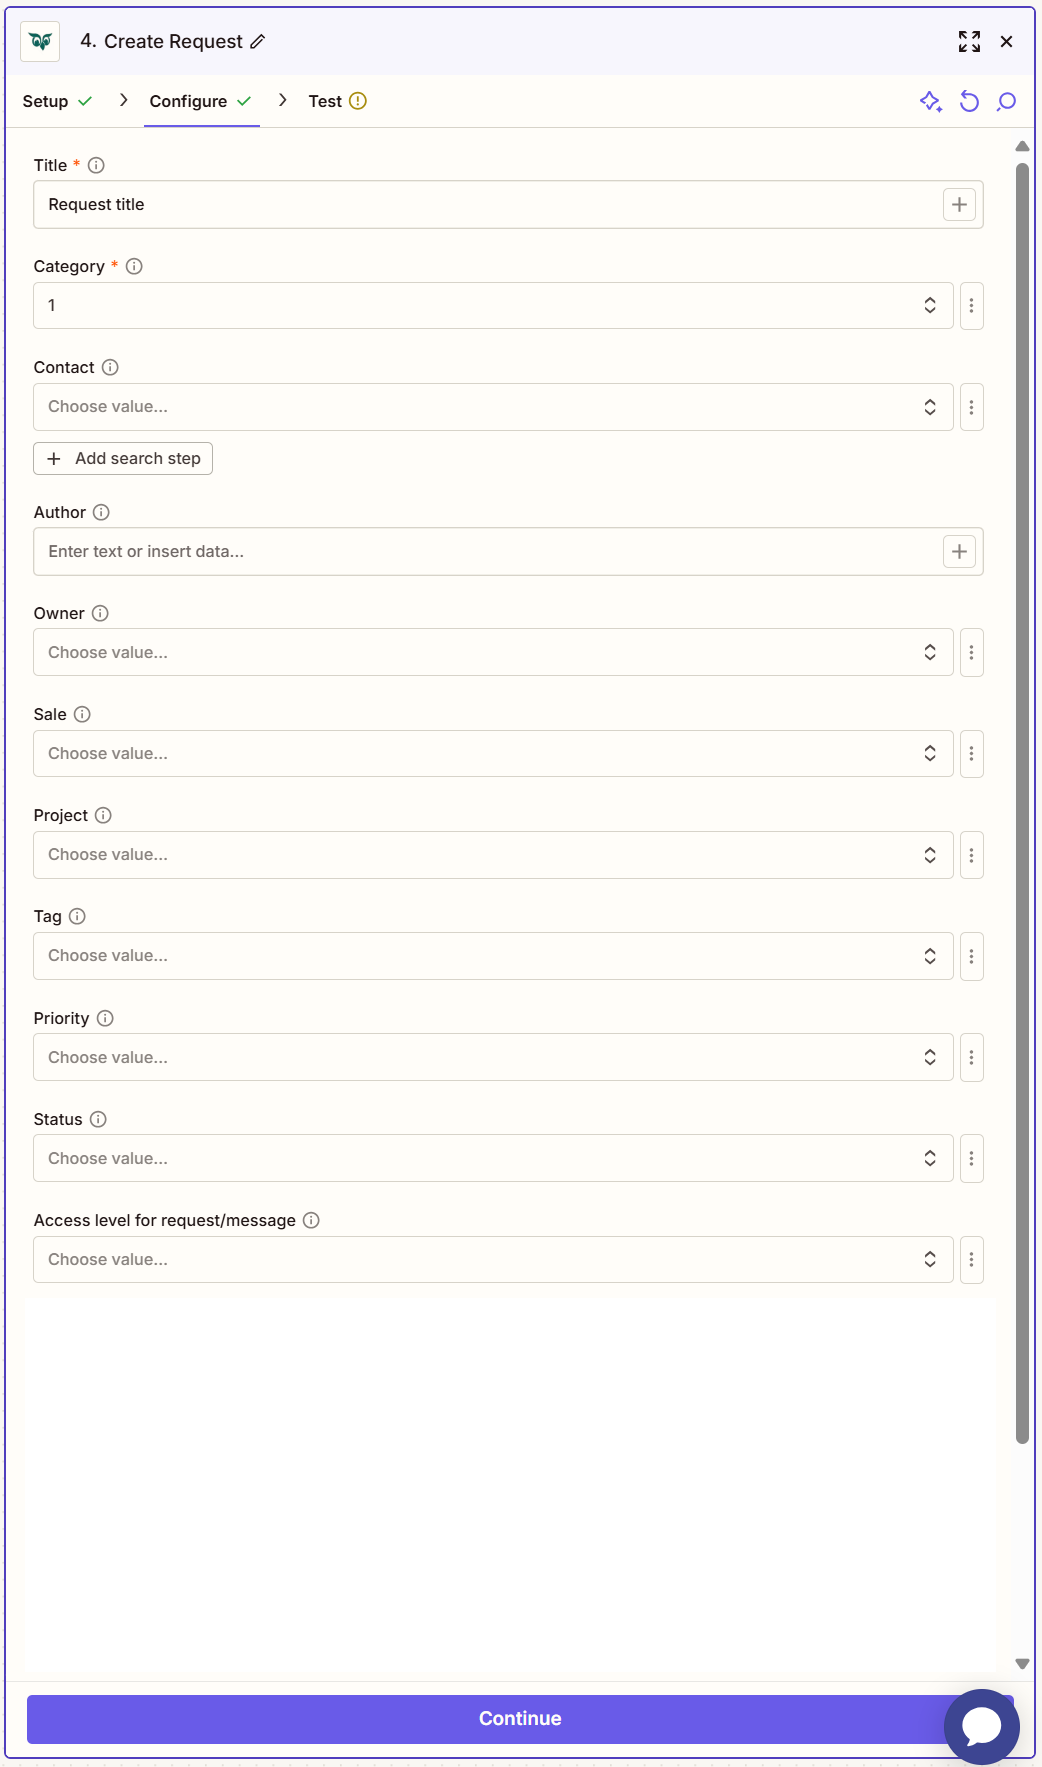 4. Create Request
Setup
Configure
Test
Title *
Request title
Category *
1
Contact
Choose value...
Add search step
Author
Enter text or insert data...
Owner
Choose value...
Sale
Choose value...
Project
Choose value...
Tag
Choose value...
Priority
Choose value...
Status
Choose value...
Access level for request/message
Choose value...
Continue